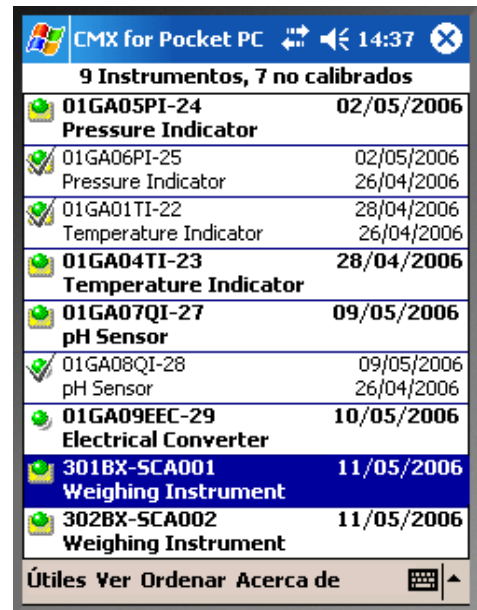 CMX for Pocket PC 14:37
9 Instrumentos, 7 no calibrados
01GA05PI-24 02/05/2006
Pressure Indicator
01GA06PI-25 02/05/2006
Pressure Indicator 26/04/2006
01GA01TI-22 28/04/2006
Temperature Indicator 26/04/2006
01GA04TI-23 28/04/2006
Temperature Indicator
01GA07QI-27 09/05/2006
pH Sensor
01GA08QI-28 09/05/2006
pH Sensor 26/04/2006
01GA09EEC-29 10/05/2006
Electrical Converter
301BX-SCA001 11/05/2006
Weighing Instrument
302BX-SCA002 11/05/2006
Weighing Instrument
Útiles Ver Ordenar Acerca de